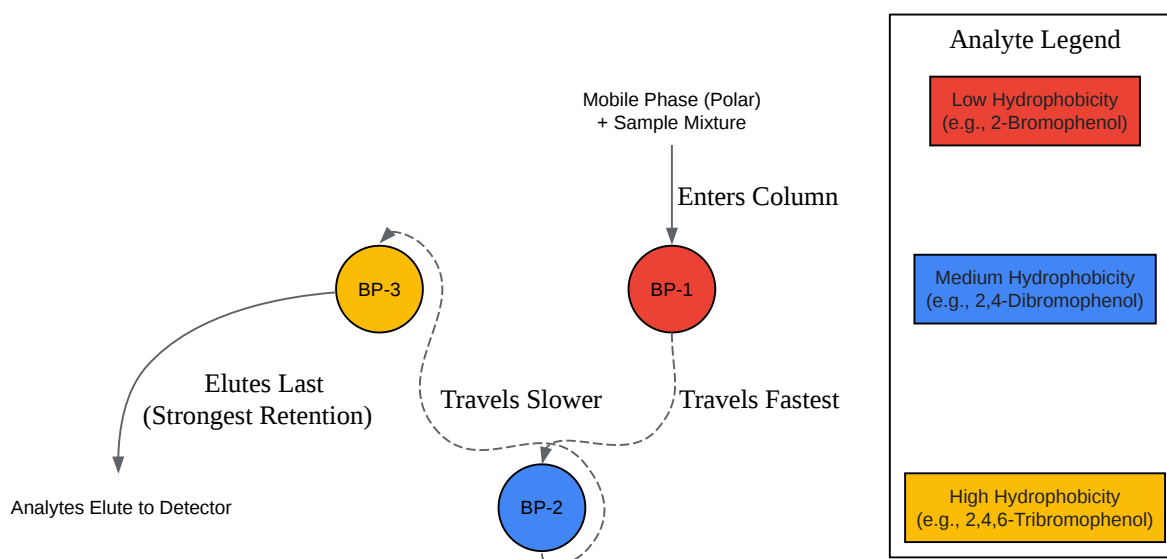 Analyte Legend
Low Hydrophobicity
(e.g., 2-Bromophenol)
Mobile Phase (Polar)
+ Sample Mixture
Enters Column
BP-3
BP-1
Medium Hydrophobicity
(e.g., 2,4-Dibromophenol)
Elutes Last
(Strongest Retention)
Travels Slower
Travels Fastest
Analytes Elute to Detector
BP-2
High Hydrophobicity
(e.g., 2,4,6-Tribromophenol)